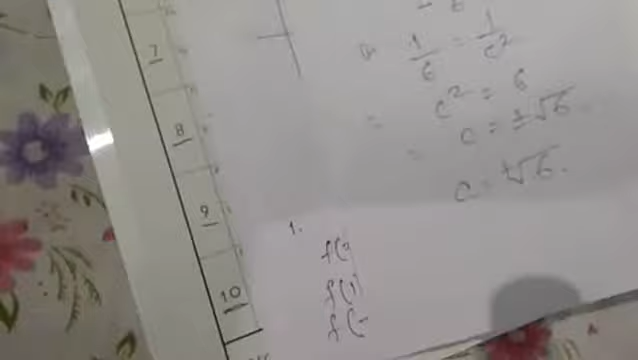 7
8
9
10
1/6 = 1/c²
c² = 6
= c = ±√6
c = +√6.
1.
f(
f(1)
f(-